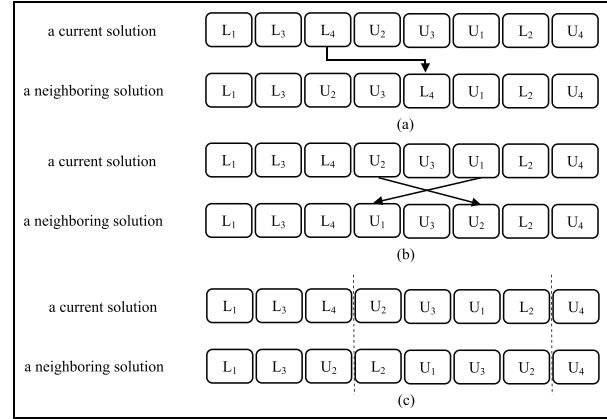 a current solution L₁ L₃ L₄ U₂ U₃ U₁ L₂ U₄
a neighboring solution L₁ L₃ U₂ U₃ L₄ U₁ L₂ U₄
(a)
a current solution L₁ L₃ L₄ U₂ U₃ U₁ L₂ U₄
a neighboring solution L₁ L₃ L₄ U₁ U₃ U₂ L₂ U₄
(b)
a current solution L₁ L₃ L₄ U₂ U₃ U₁ L₂ U₄
a neighboring solution L₁ L₃ U₂ L₂ U₁ U₃ U₂ U₄
(c)